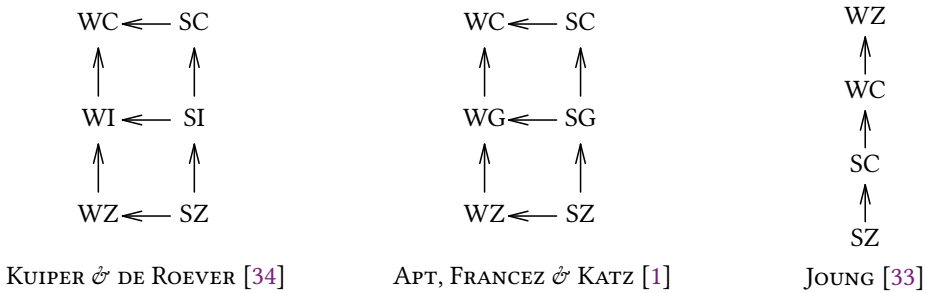 WC SC WC SC WZ
WC
WI SI WG SG
SC
WZ SZ WZ SZ
SZ
KUIPER & DE ROEVER [34] APT, FRANCEZ & KATZ [1] JOUNG [33]